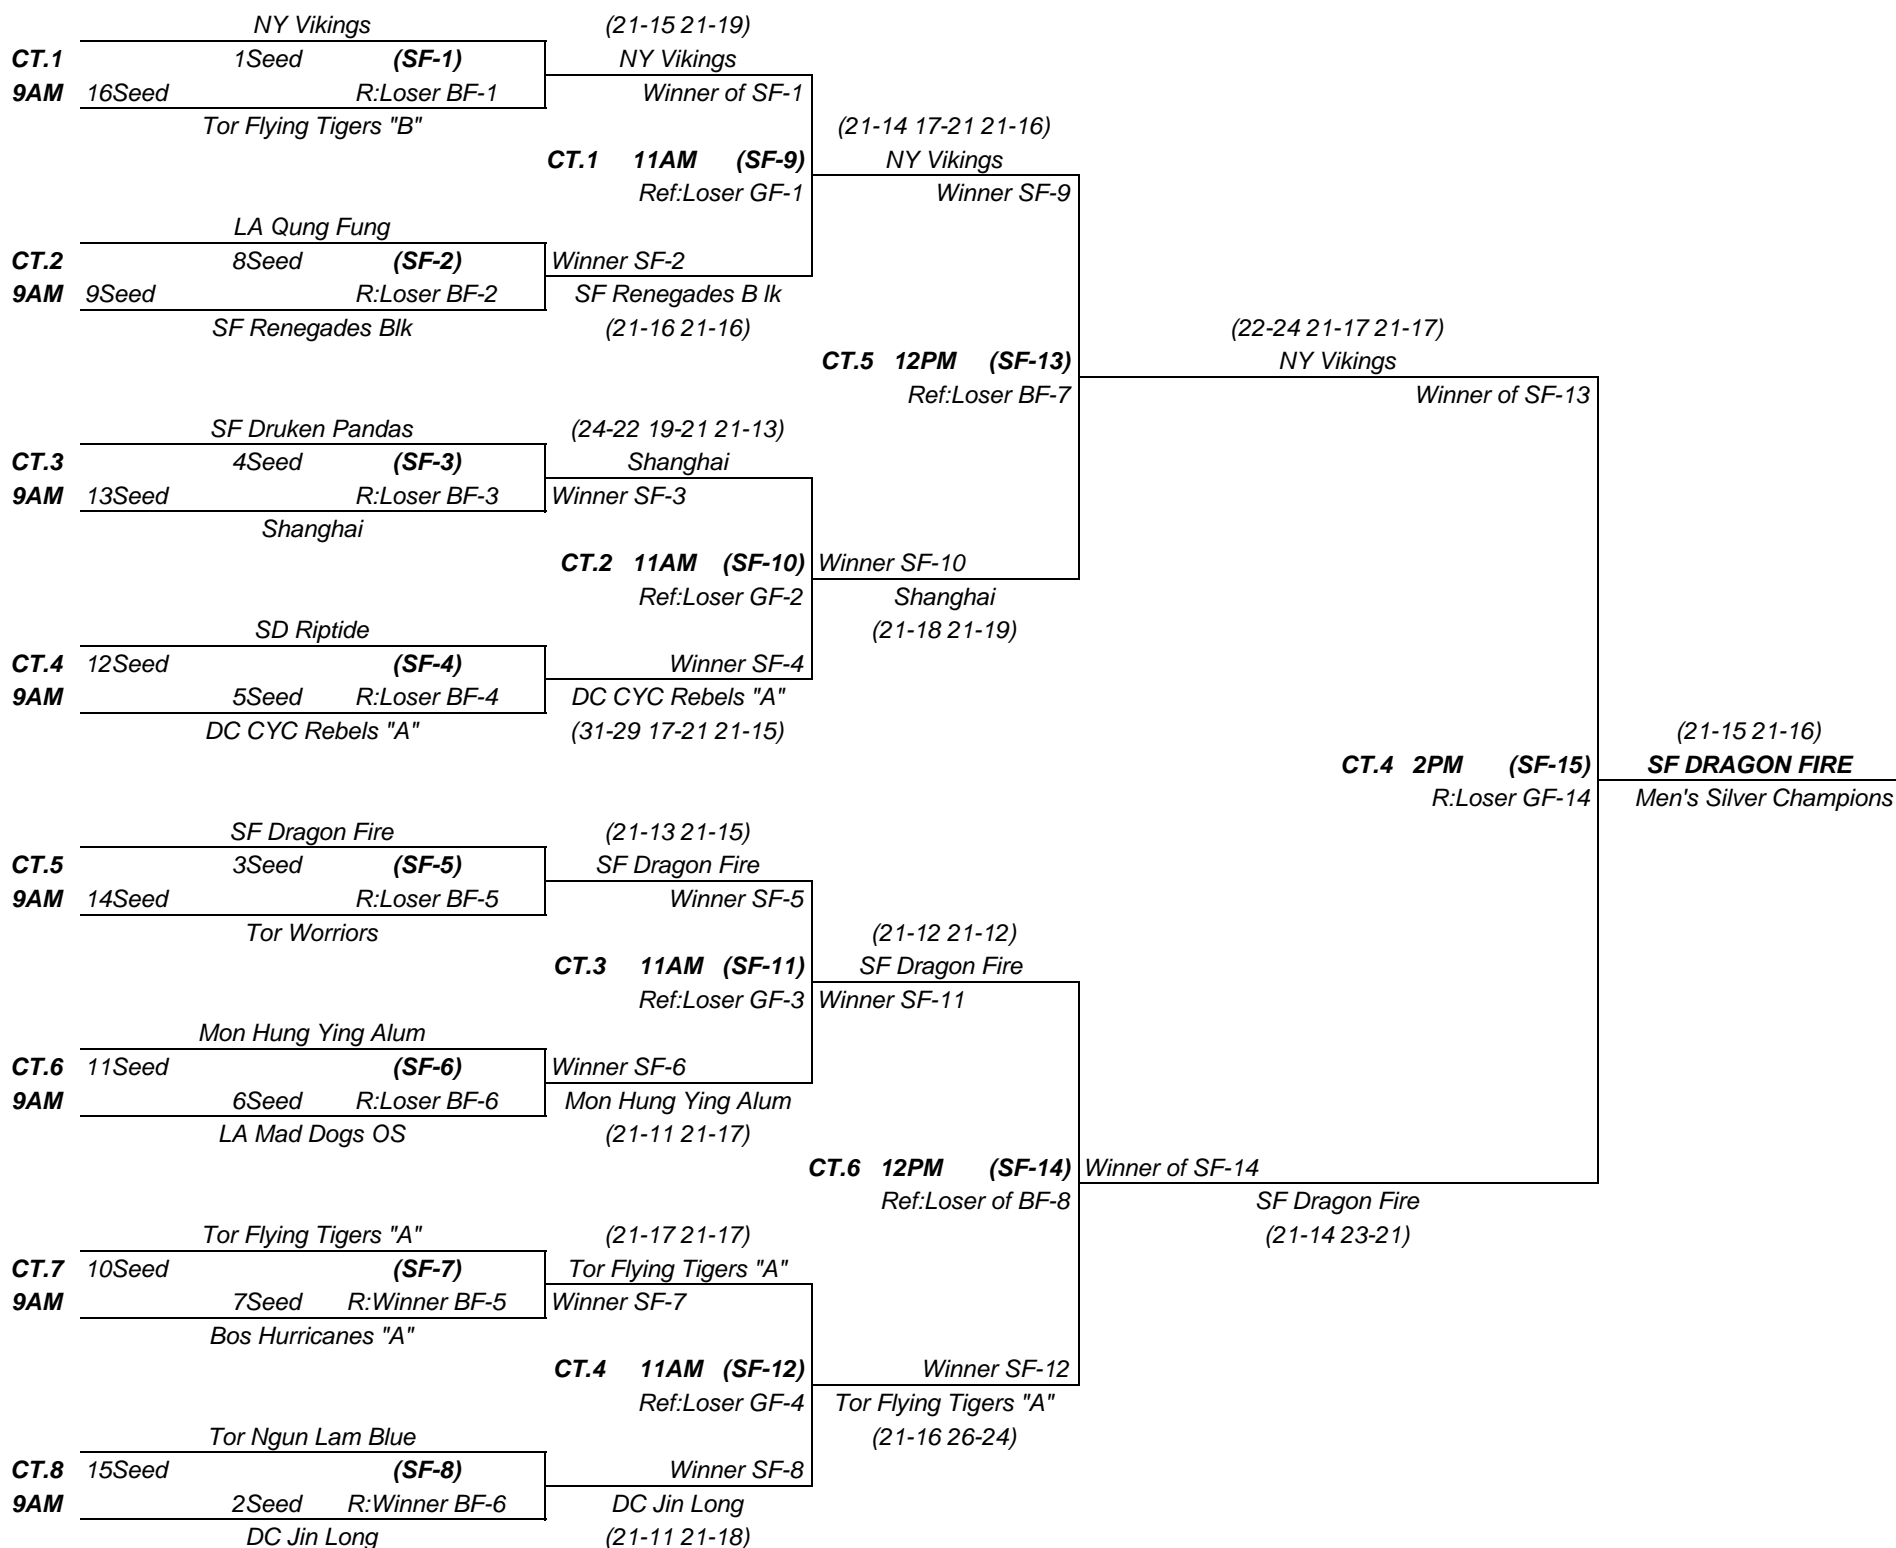 NY Vikings (21-15 21-19)
CT.1 1Seed (SF-1) NY Vikings
9AM 16Seed R:Loser BF-1 Winner of SF-1
Tor Flying Tigers "B" (21-14 17-21 21-16)
CT.1 11AM (SF-9) NY Vikings
Ref:Loser GF-1 Winner SF-9
LA Qung Fung
CT.2 8Seed (SF-2) Winner SF-2
9AM 9Seed R:Loser BF-2 SF Renegades B lk
SF Renegades Blk (21-16 21-16) (22-24 21-17 21-17)
CT.5 12PM (SF-13) NY Vikings
Ref:Loser BF-7 Winner of SF-13
SF Druken Pandas (24-22 19-21 21-13)
CT.3 4Seed (SF-3) Shanghai
9AM 13Seed R:Loser BF-3 Winner SF-3
Shanghai
CT.2 11AM (SF-10) Winner SF-10
Ref:Loser GF-2 Shanghai
SD Riptide (21-18 21-19)
CT.4 12Seed (SF-4) Winner SF-4
9AM 5Seed R:Loser BF-4 DC CYC Rebels "A"
DC CYC Rebels "A" (31-29 17-21 21-15) (21-15 21-16)
CT.4 2PM (SF-15) SF DRAGON FIRE
R:Loser GF-14 Men's Silver Champions
SF Dragon Fire (21-13 21-15)
CT.5 3Seed (SF-5) SF Dragon Fire
9AM 14Seed R:Loser BF-5 Winner SF-5
Tor Worriors (21-12 21-12)
CT.3 11AM (SF-11) SF Dragon Fire
Ref:Loser GF-3 Winner SF-11
Mon Hung Ying Alum
CT.6 11Seed (SF-6) Winner SF-6
9AM 6Seed R:Loser BF-6 Mon Hung Ying Alum
LA Mad Dogs OS (21-11 21-17)
CT.6 12PM (SF-14) Winner of SF-14
Ref:Loser of BF-8 SF Dragon Fire
Tor Flying Tigers "A" (21-17 21-17) (21-14 23-21)
CT.7 10Seed (SF-7) Tor Flying Tigers "A"
9AM 7Seed R:Winner BF-5 Winner SF-7
Bos Hurricanes "A"
CT.4 11AM (SF-12) Winner SF-12
Ref:Loser GF-4 Tor Flying Tigers "A"
Tor Ngun Lam Blue (21-16 26-24)
CT.8 15Seed (SF-8) Winner SF-8
9AM 2Seed R:Winner BF-6 DC Jin Long
DC Jin Long (21-11 21-18)